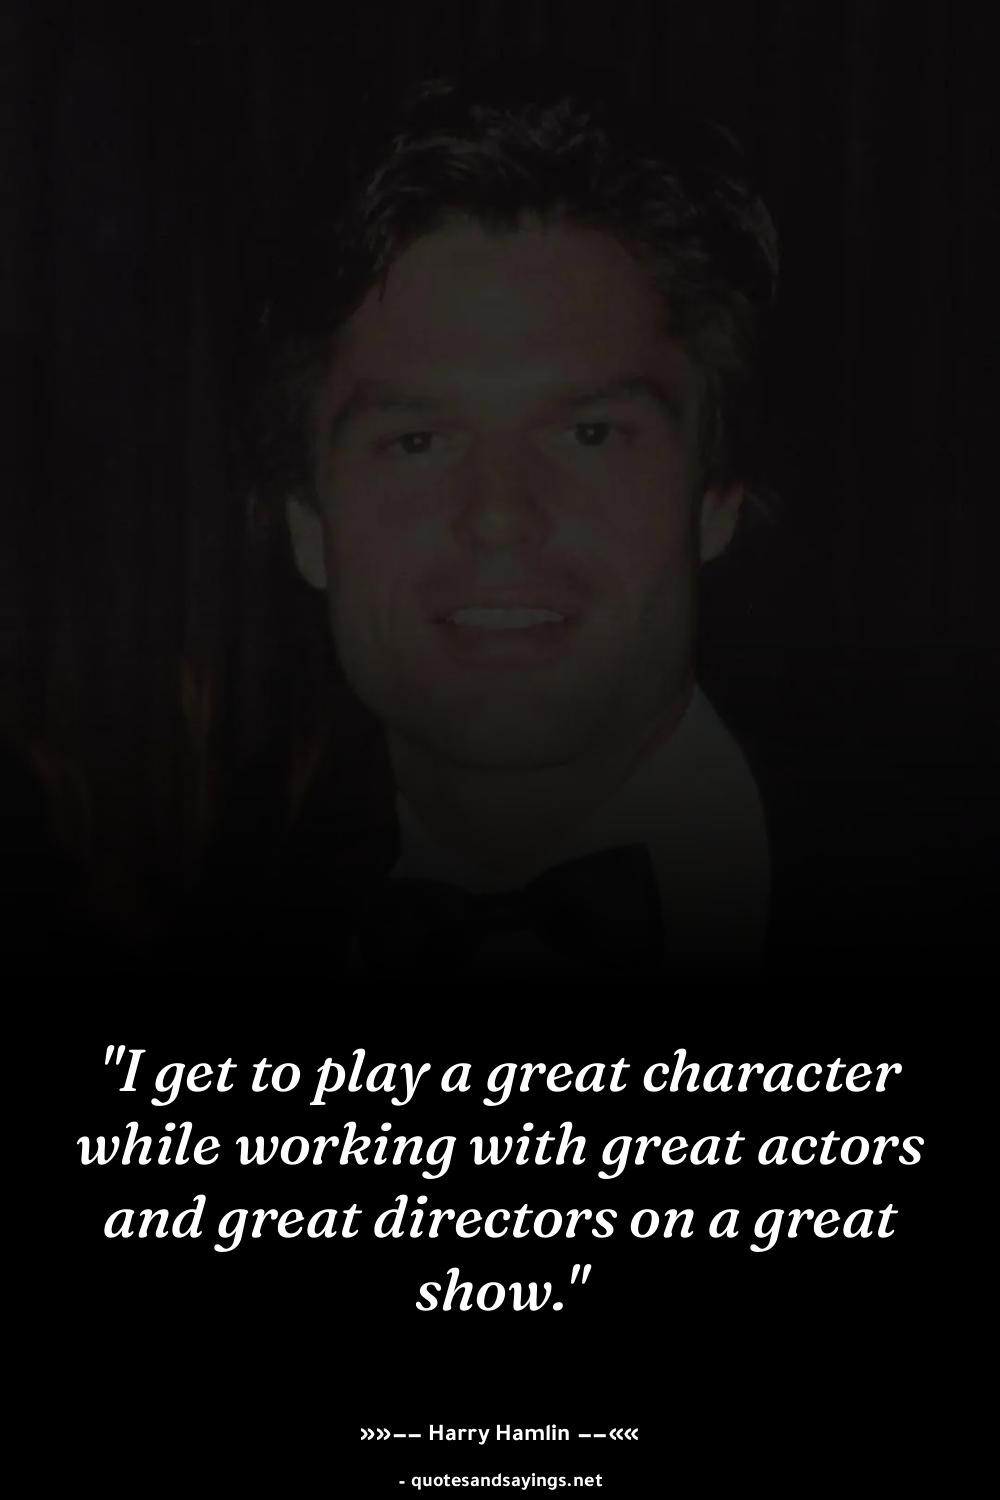 "I get to play a great character
while working with great actors
and great directors on a great
show."
»»–– Harry Hamlin ––««
- quotesandsayings.net